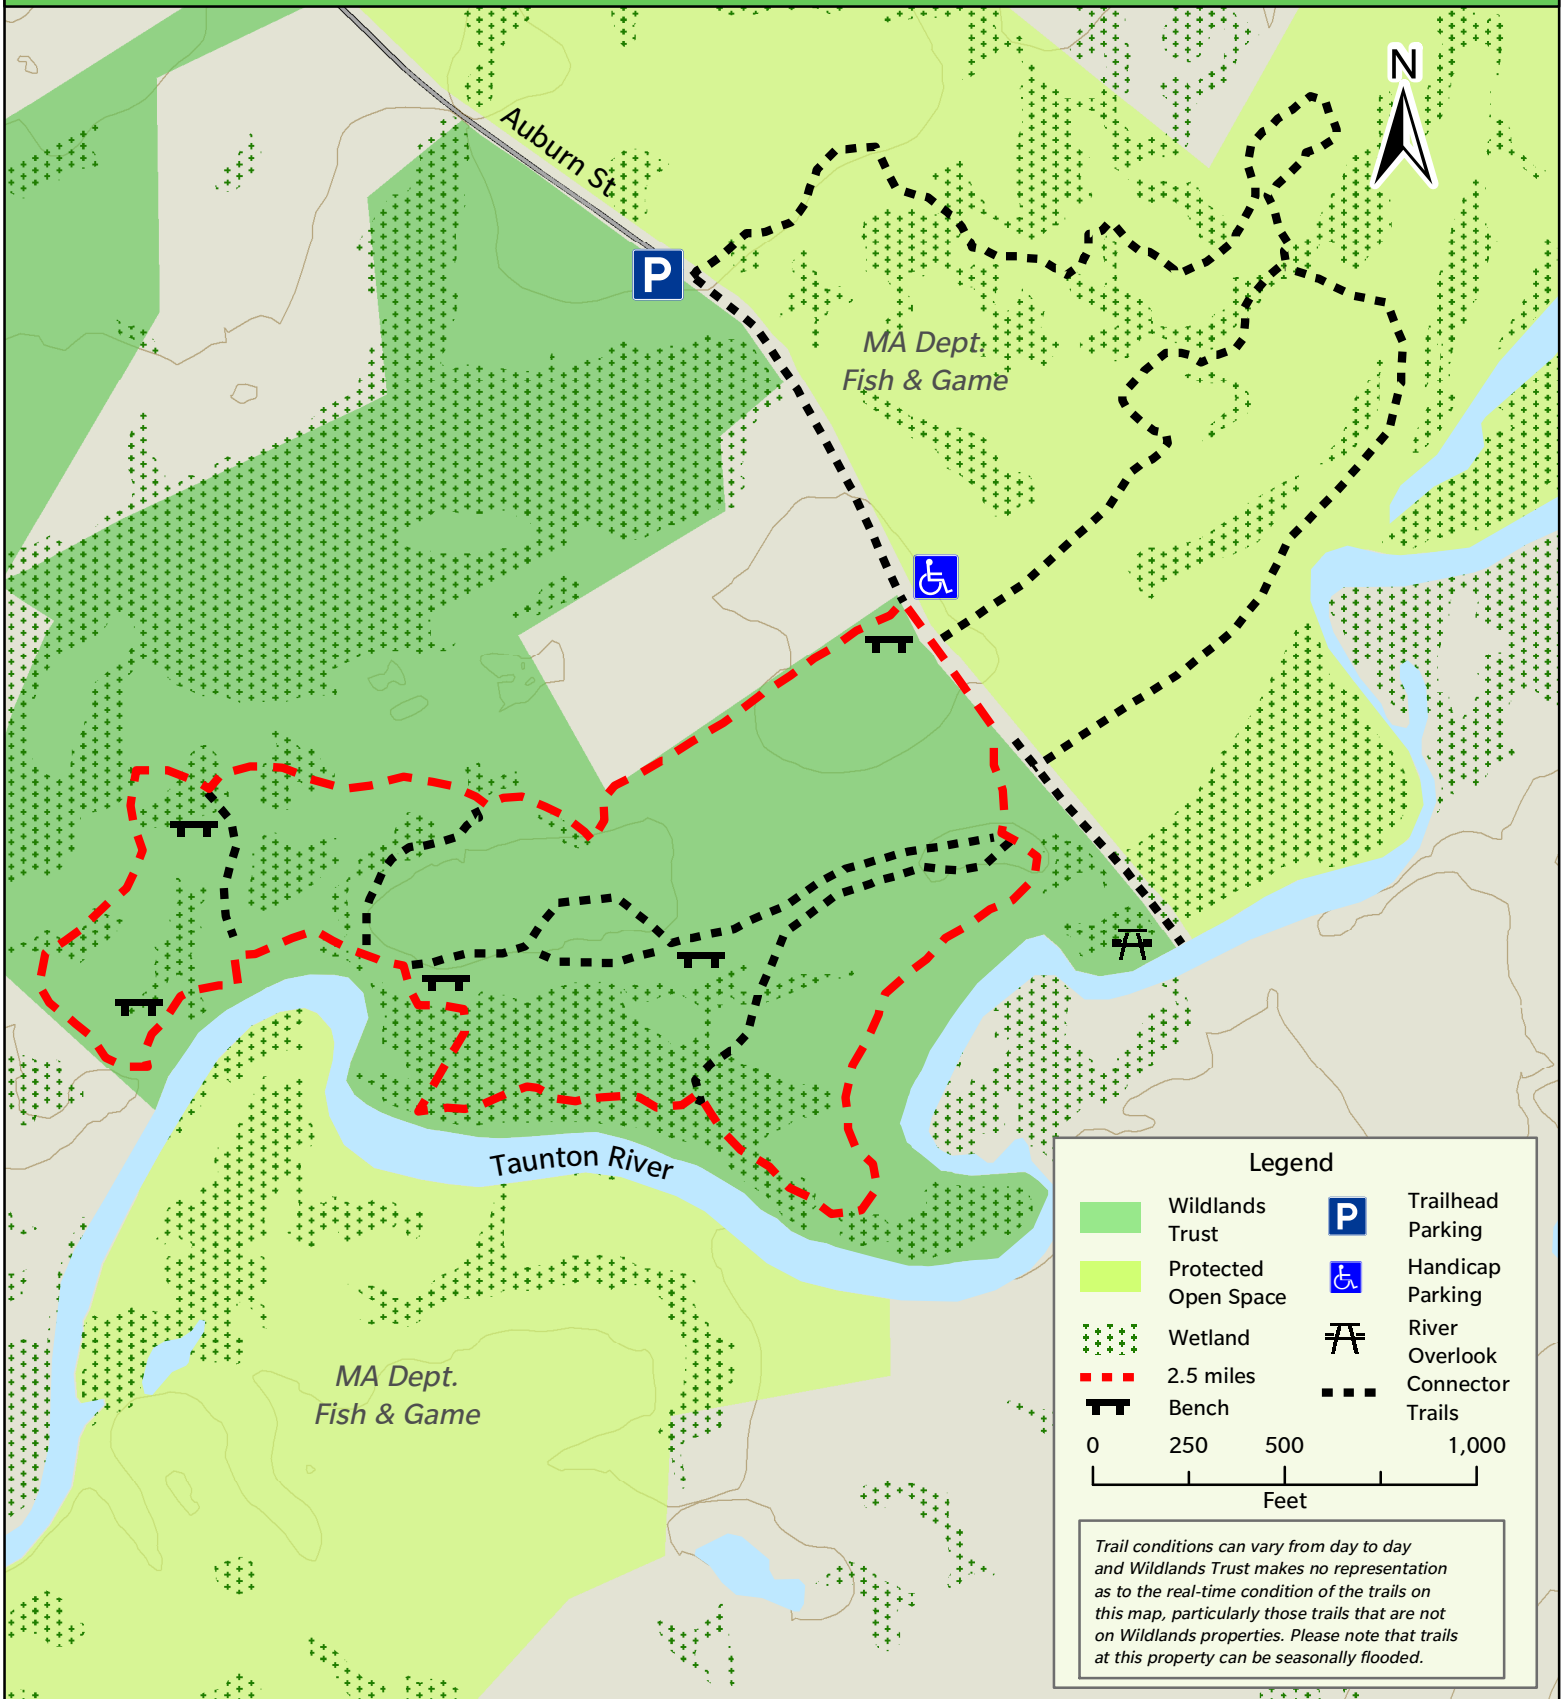 N
Auburn St
P
MA Dept.
Fish & Game
Taunton River
MA Dept.
Fish & Game
Legend
Wildlands
Trust
Protected
Open Space
Wetland
2.5 miles
Bench
P
Trailhead
Parking
Handicap
Parking
River
Overlook
Connector
Trails
0 250 500 1,000
Feet
Trail conditions can vary from day to day
and Wildlands Trust makes no representation
as to the real-time condition of the trails on
this map, particularly those trails that are not
on Wildlands properties. Please note that trails
at this property can be seasonally flooded.